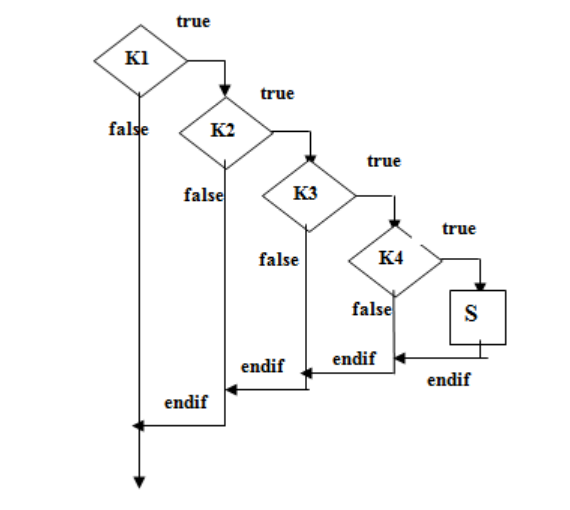 true
K1
true
false
K2
true
false
K3
true
false
K4
false
S
endif
endif
endif
endif